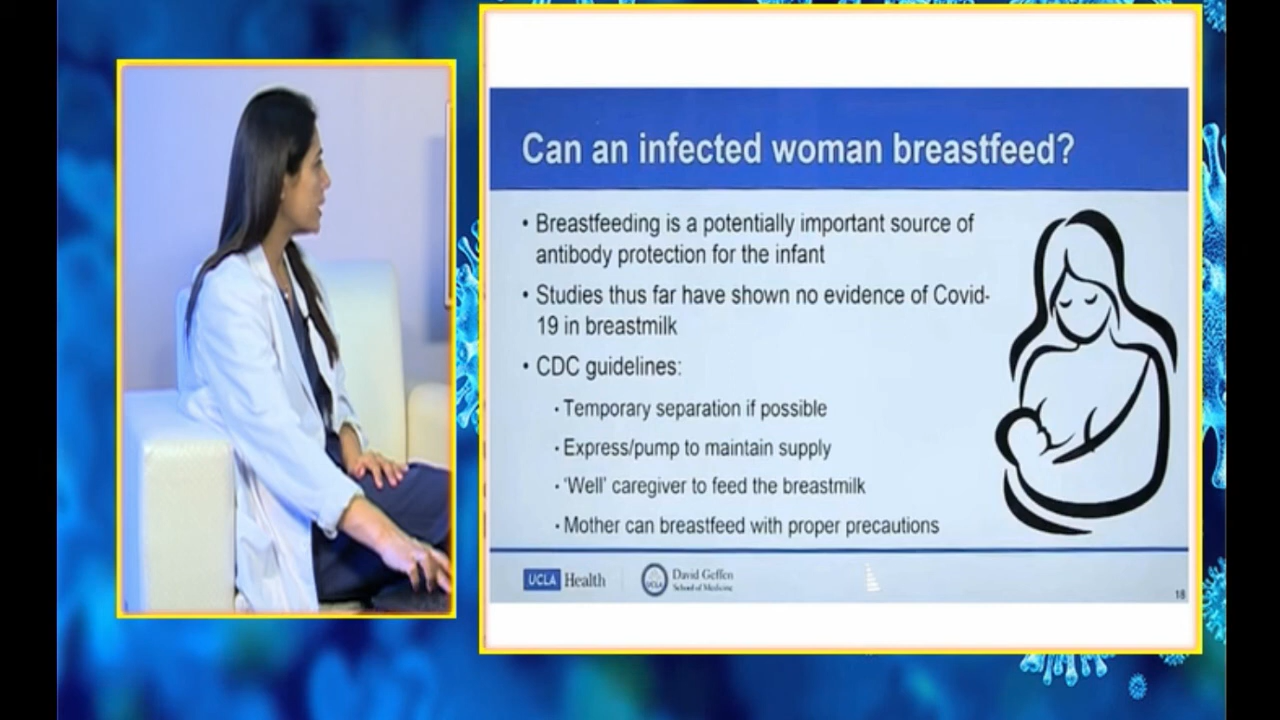 Can an infected woman breastfeed?
• Breastfeeding is a potentially important source of
antibody protection for the infant
• Studies thus far have shown no evidence of Covid-
19 in breastmilk
• CDC guidelines:
• Temporary separation if possible
• Express/pump to maintain supply
• ‘Well’ caregiver to feed the breastmilk
• Mother can breastfeed with proper precautions
UCLA Health
UCLA
David Geffen
School of Medicine
18